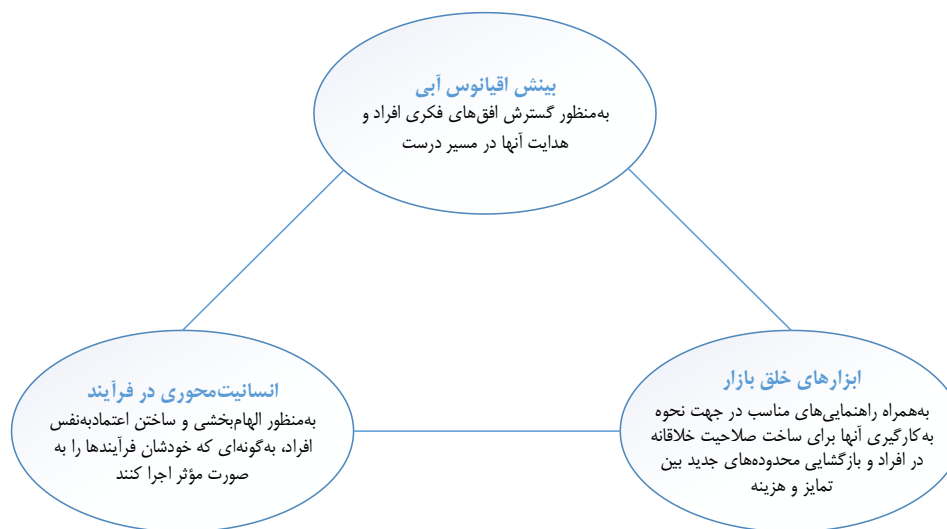 بینش اقیانوس آبی
به‌منظور گسترش افق‌های فکری افراد و
هدایت آنها در مسیر درست
ابزارهای خلق بازار
به‌همراه راهنمایی‌های مناسب در جهت نحوه
به‌کارگیری آنها برای ساخت صلاحیت خلاقانه
در افراد و بازگشایی محدوده‌های جدید بین
تمایز و هزینه
انسانیت‌محوری در فرآیند
به‌منظور الهام‌بخشی و ساختن اعتمادبه‌نفس
افراد، به‌گونه‌ای که خودشان فرآیندها را به
صورت مؤثر اجرا کنند